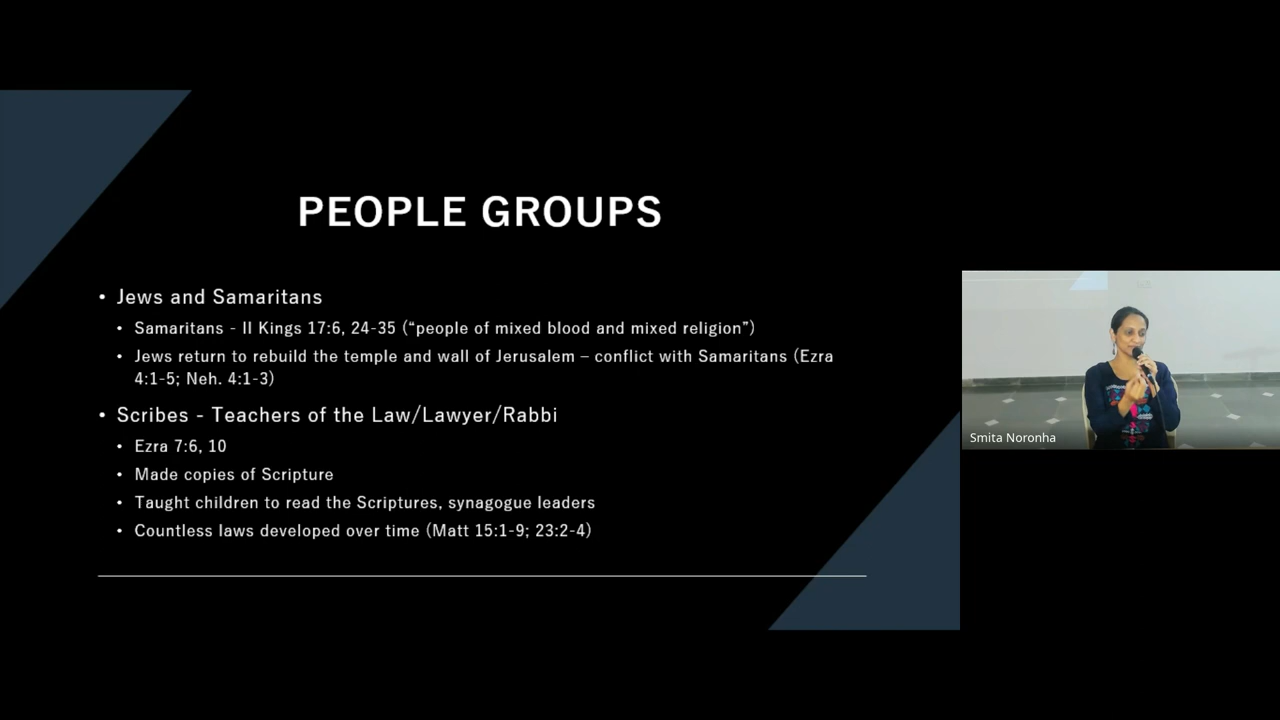 PEOPLE GROUPS
• Jews and Samaritans
• Samaritans - II Kings 17:6, 24-35 (“people of mixed blood and mixed religion”)
• Jews return to rebuild the temple and wall of Jerusalem – conflict with Samaritans (Ezra
4:1-5; Neh. 4:1-3)
• Scribes - Teachers of the Law/Lawyer/Rabbi
• Ezra 7:6, 10
• Made copies of Scripture
• Taught children to read the Scriptures, synagogue leaders
• Countless laws developed over time (Matt 15:1-9; 23:2-4)
Smita Noronha